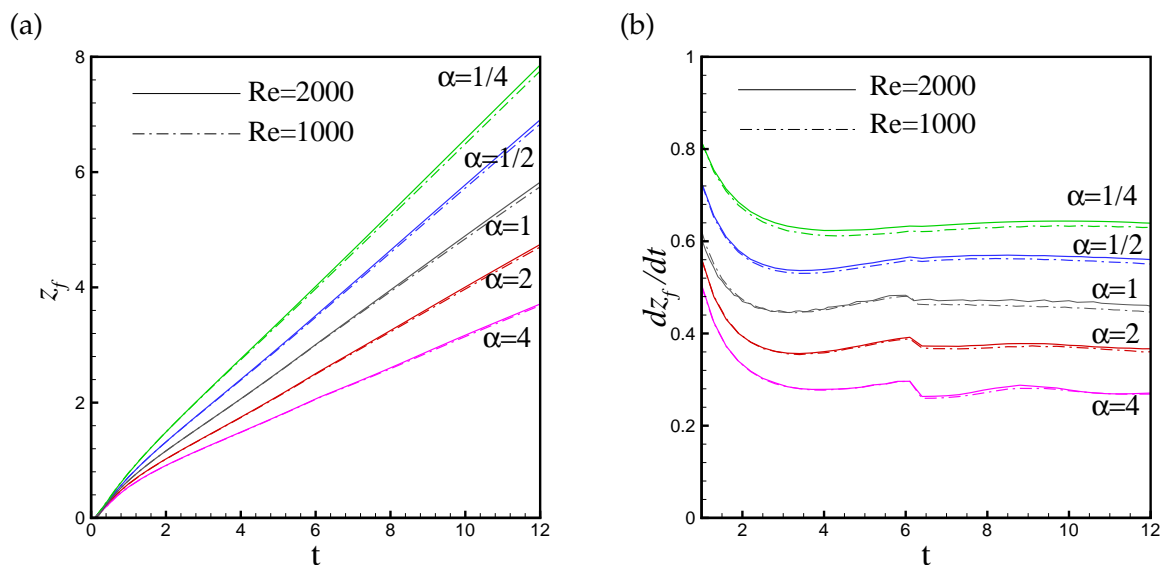 (a)
8
6
4
2
0
z_f
0 2 4 6 8 10 12
t
Re=2000
Re=1000
α=1/4
α=1/2
α=1
α=2
α=4
(b)
1
0.8
0.6
0.4
0.2
0
dz_f/dt
2 4 6 8 10 12
t
Re=2000
Re=1000
α=1/4
α=1/2
α=1
α=2
α=4